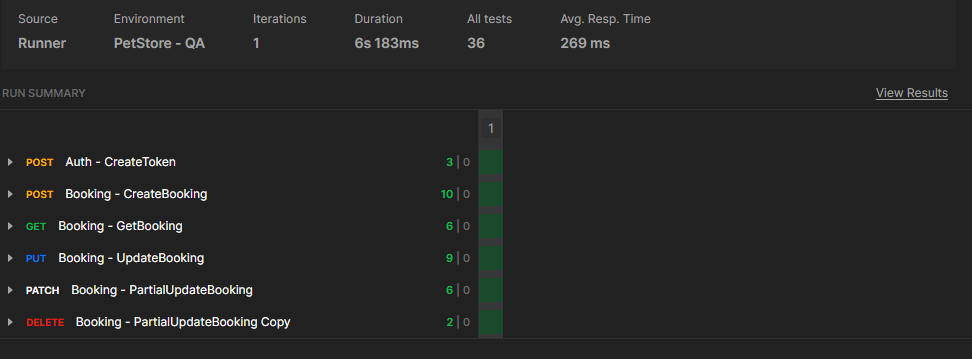 Source Environment Iterations Duration All tests Avg. Resp. Time
Runner PetStore - QA 1 6s 183ms 36 269 ms
RUN SUMMARY View Results
1
POST Auth - CreateToken 3 | 0
POST Booking - CreateBooking 10 | 0
GET Booking - GetBooking 6 | 0
PUT Booking - UpdateBooking 9 | 0
PATCH Booking - PartialUpdateBooking 6 | 0
DELETE Booking - PartialUpdateBooking Copy 2 | 0